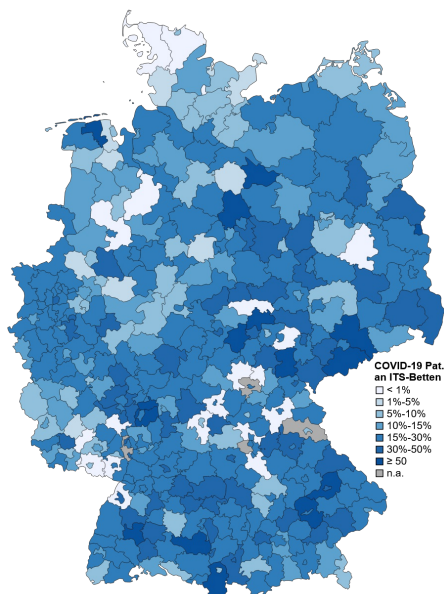 COVID-19 Pat.
an ITS-Betten
< 1%
1%-5%
5%-10%
10%-15%
15%-30%
30%-50%
≥ 50
n.a.